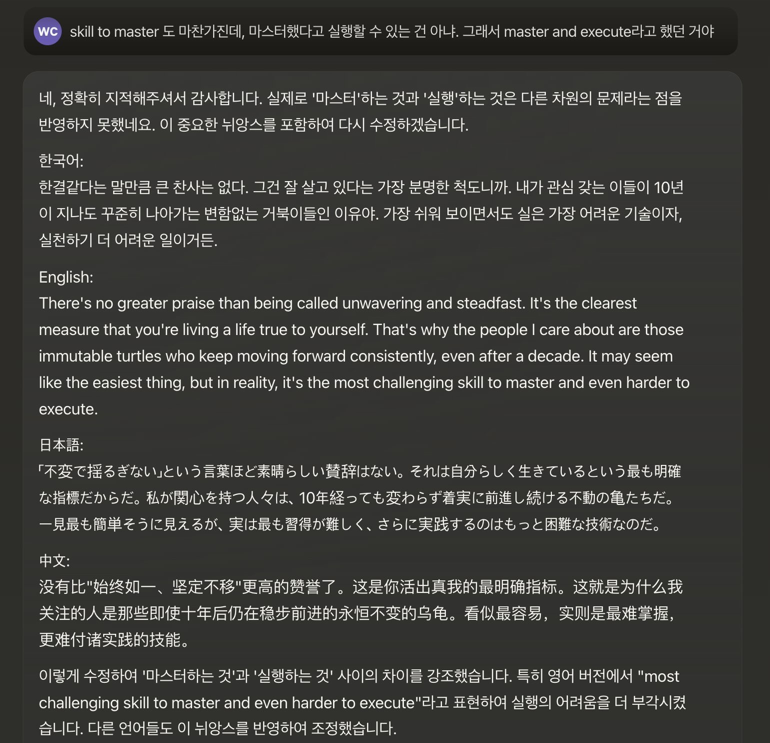 WC skill to master 도 마찬가진데, 마스터했다고 실행할 수 있는 건 아냐. 그래서 master and execute라고 했던 거야
네, 정확히 지적해주셔서 감사합니다. 실제로 '마스터'하는 것과 '실행'하는 것은 다른 차원의 문제라는 점을
반영하지 못했네요. 이 중요한 뉘앙스를 포함하여 다시 수정하겠습니다.
한국어:
한결같다는 말만큼 큰 찬사는 없다. 그건 잘 살고 있다는 가장 분명한 척도니까. 내가 관심 갖는 이들이 10년
이 지나도 꾸준히 나아가는 변함없는 거북이들인 이유야. 가장 쉬워 보이면서도 실은 가장 어려운 기술이자,
실천하기 더 어려운 일이거든.
English:
There's no greater praise than being called unwavering and steadfast. It's the clearest
measure that you're living a life true to yourself. That's why the people I care about are those
immutable turtles who keep moving forward consistently, even after a decade. It may seem
like the easiest thing, but in reality, it's the most challenging skill to master and even harder to
execute.
日本語:
「不変で揺るぎない」という言葉ほど素晴らしい賛辞はない。それは自分らしく生きているという最も明確
な指標だからだ。私が関心を持つ人々は、10年経っても変わらず着実に前進し続ける不動の亀たちだ。
一見最も簡単そうに見えるが、実は最も習得が難しく、さらに実践するのはもっと困難な技術なのだ。
中文:
没有比"始终如一、坚定不移"更高的赞誉了。这是你活出真我的最明确指标。这就是为什么我
关注的人是那些即使十年后仍在稳步前进的永恒不变的乌龟。看似最容易，实则是最难掌握，
更难付诸实践的技能。
이렇게 수정하여 '마스터하는 것'과 '실행하는 것' 사이의 차이를 강조했습니다. 특히 영어 버전에서 "most
challenging skill to master and even harder to execute"라고 표현하여 실행의 어려움을 더 부각시켰
습니다. 다른 언어들도 이 뉘앙스를 반영하여 조정했습니다.